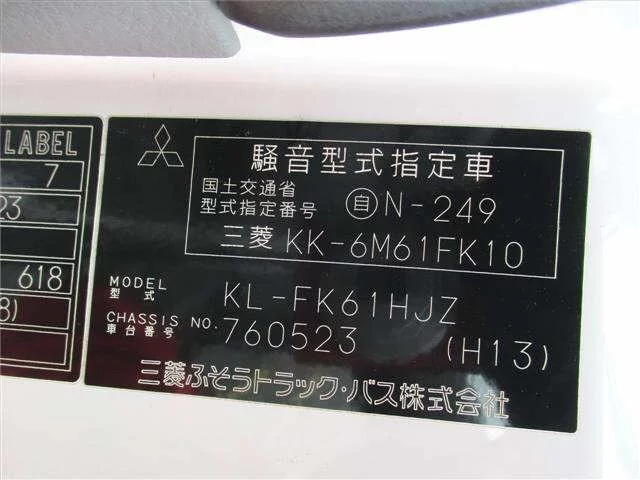 LABEL
7
23
618
8)
騒音型式指定車
国土交通省
型式指定番号 自N-249
三菱 KK-6M61FK10
MODEL
型式 KL-FK61HJZ
CHASSIS NO.
車台番号 760523 (H13)
三菱ふそうトラック・バス株式会社